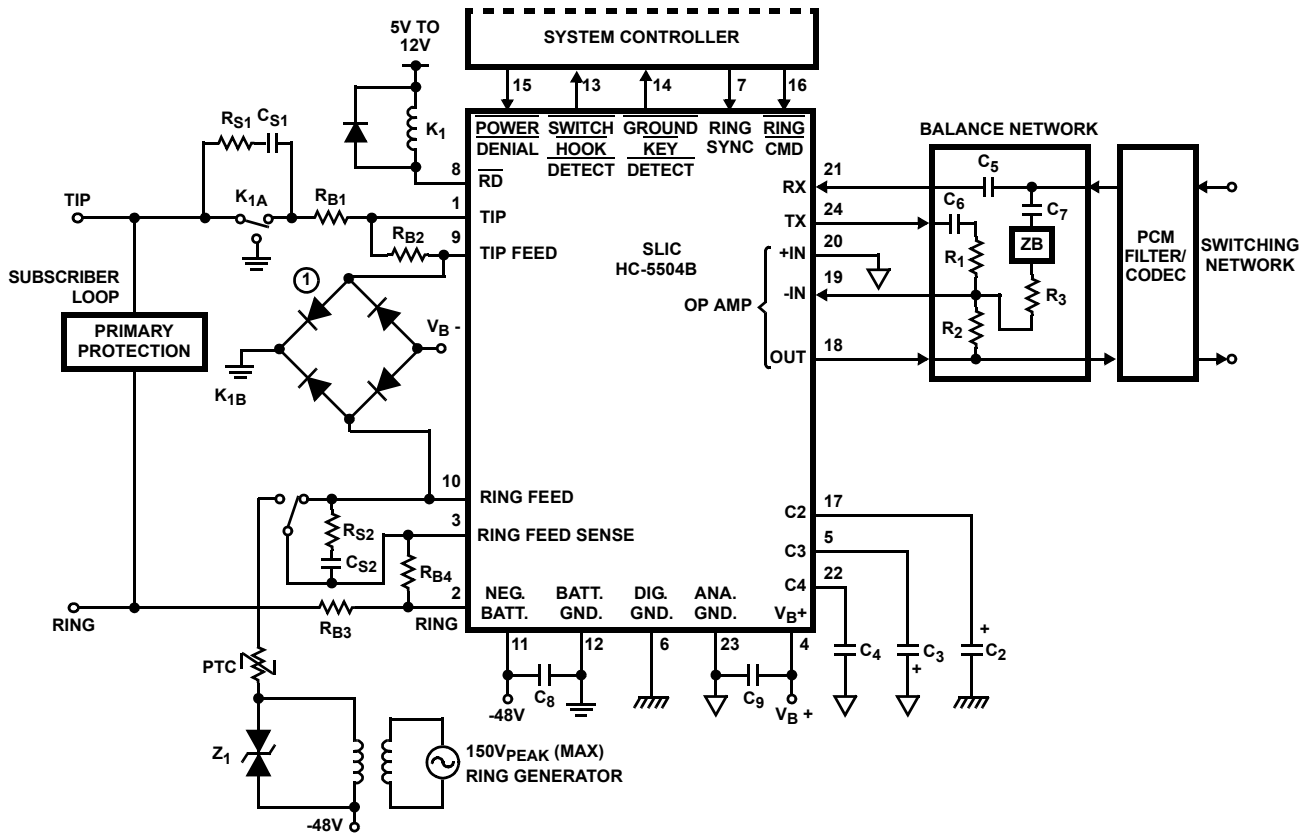 SYSTEM CONTROLLER
5V TO
12V
15
13
14
7
16
POWER
DENIAL
SWITCH
HOOK
DETECT
GROUND
KEY
DETECT
RING
SYNC
RING
CMD
RS1
CS1
K1
8
RD
TIP
K1A
RB1
1
TIP
RB2
9
TIP FEED
SLIC
HC-5504B
SUBSCRIBER
LOOP
PRIMARY
PROTECTION
1
VB -
K1B
BALANCE NETWORK
21
RX
C5
24
TX
C6
C7
ZB
20
+IN
R1
19
-IN
R3
OP AMP
R2
18
OUT
PCM
FILTER/
CODEC
SWITCHING
NETWORK
10
RING FEED
3
RING FEED SENSE
RS2
CS2
RB4
2
RING
RING
RB3
17
C2
5
C3
22
C4
NEG.
BATT.
BATT.
GND.
DIG.
GND.
ANA.
GND.
VB+
11
12
6
23
4
C8
-48V
C9
VB +
C4
C3
+
+
C2
PTC
Z1
150VPEAK (MAX)
RING GENERATOR
-48V